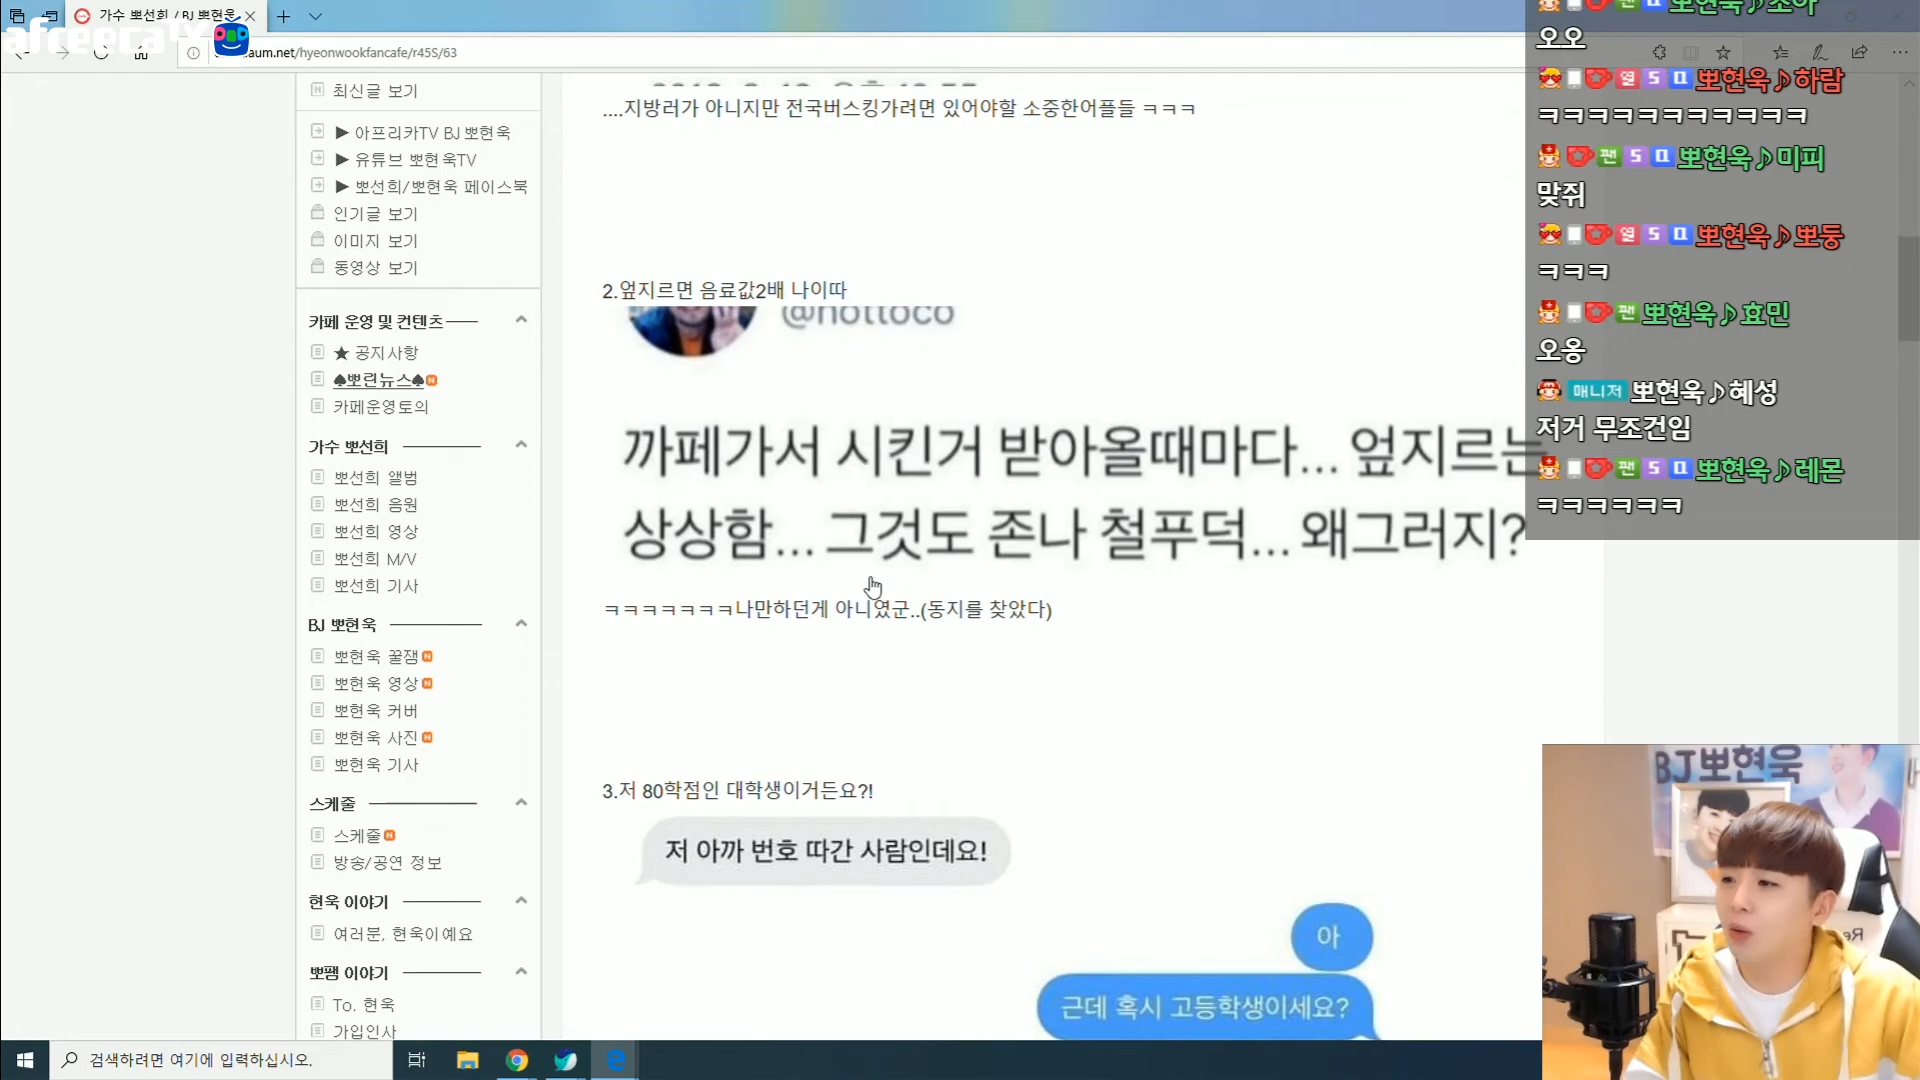 가수 뽀선희 / BJ 뽀현욱
afreecaTV
aum.net/hyeonwookfancafe/r45S/63
최신글 보기
▶ 아프리카TV BJ 뽀현욱
▶ 유튜브 뽀현욱TV
▶ 뽀선희/뽀현욱 페이스북
인기글 보기
이미지 보기
동영상 보기
카페 운영 및 컨텐츠
★ 공지사항
♠뽀런뉴스♠ N
카페운영토의
가수 뽀선희
뽀선희 앨범
뽀선희 음원
뽀선희 영상
뽀선희 M/V
뽀선희 기사
BJ 뽀현욱
뽀현욱 꿀잼 N
뽀현욱 영상 N
뽀현욱 커버
뽀현욱 사진 N
뽀현욱 기사
스케줄
스케줄 N
방송/공연 정보
현욱 이야기
여러분, 현욱이예요
뽀팸 이야기
To. 현욱
가입인사
....지방러가 아니지만 전국버스킹가려면 있어야할 소중한어플들 ㅋㅋㅋ
2.엎지르면 음료값2배 나이따
@nottoco
까페가서 시킨거 받아올때마다... 엎지르는
상상함... 그것도 존나 철푸덕... 왜그러지?
ㅋㅋㅋㅋㅋㅋㅋ나만하던게 아니였군..(동지를 찾았다)
3.저 80학점인 대학생이거든요?!
저 아까 번호 따간 사람인데요!
아
근데 혹시 고등학생이세요?
팬 뽀현욱♪초아
오오
열 5 뽀현욱♪하람
ㅋㅋㅋㅋㅋㅋㅋㅋㅋㅋㅋ
팬 5 뽀현욱♪미피
맞쥐
열 5 뽀현욱♪뽀둥
ㅋㅋㅋ
팬 뽀현욱♪효민
오옹
매니저 뽀현욱♪혜성
저거 무조건임
팬 5 뽀현욱♪레몬
ㅋㅋㅋㅋㅋㅋ
BJ뽀현욱
검색하려면 여기에 입력하십시오.